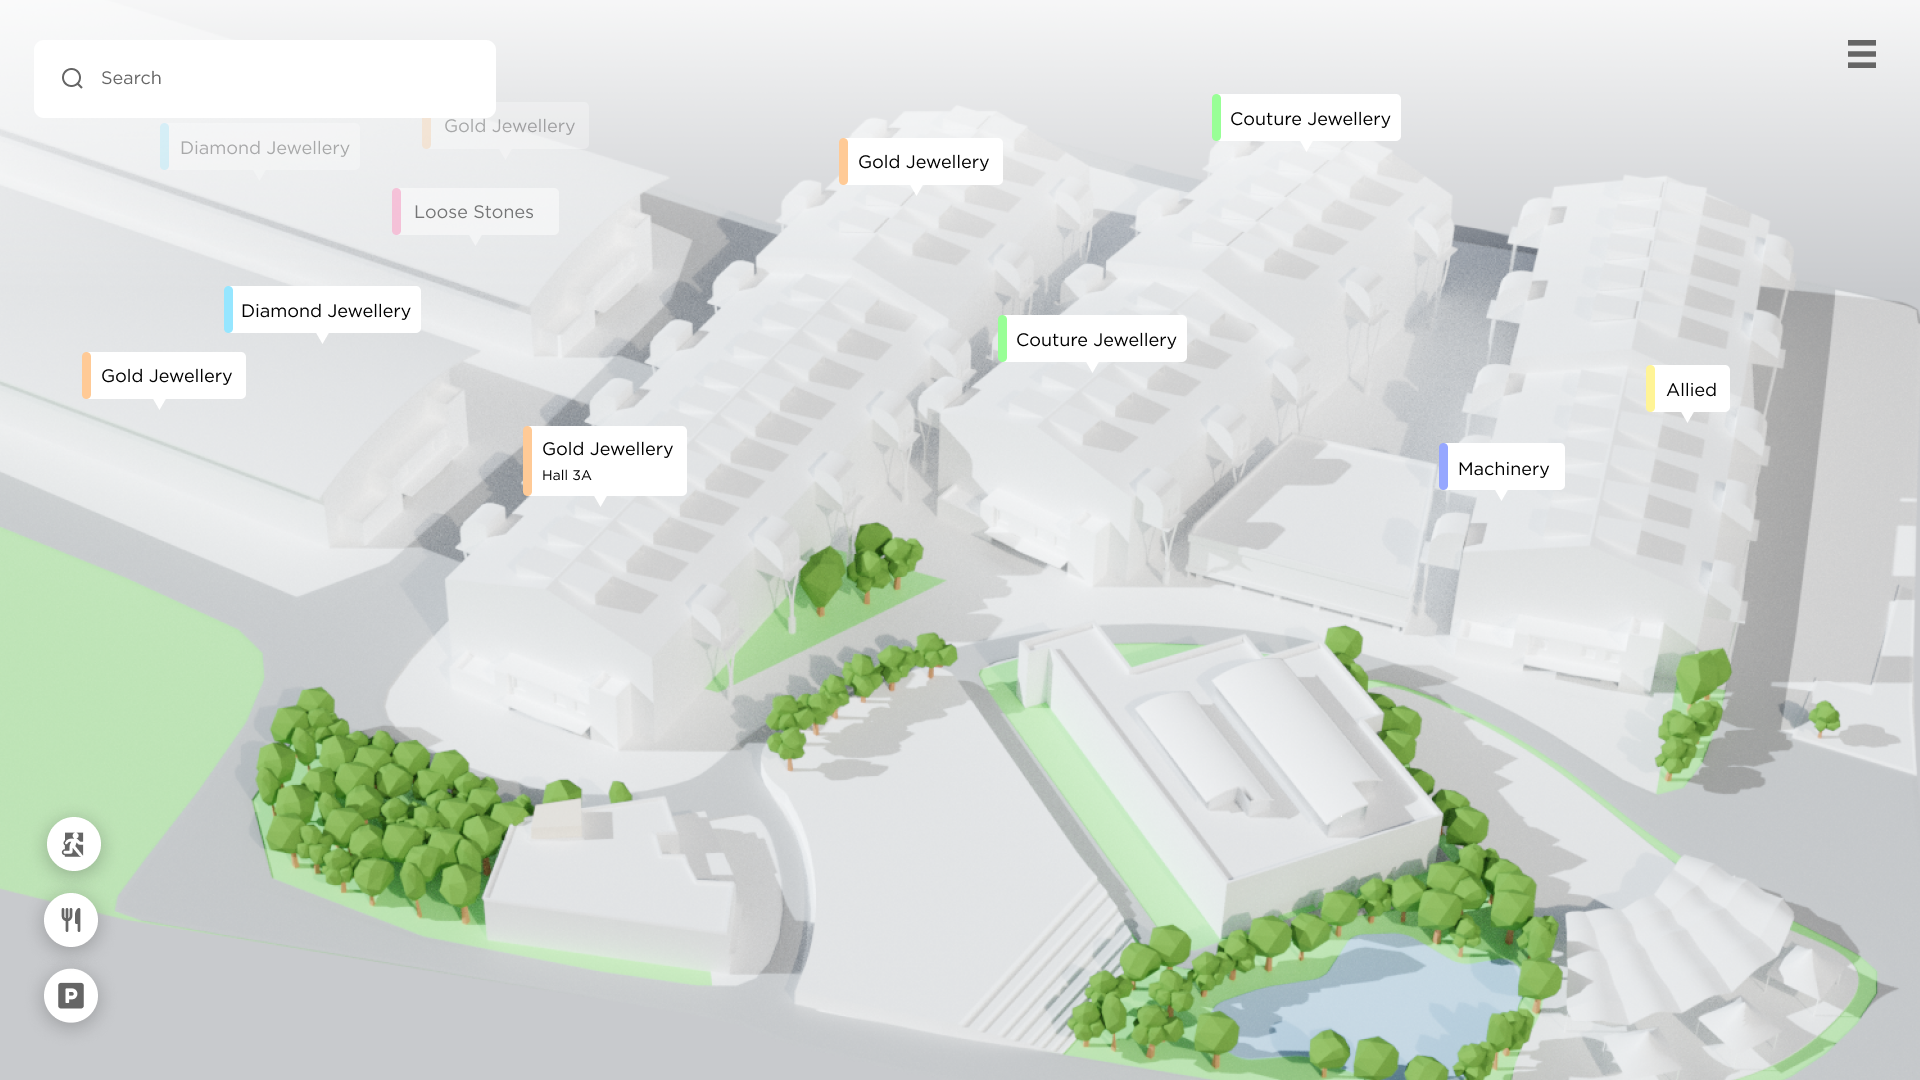 Search
Couture Jewellery
Gold Jewellery
Diamond Jewellery
Gold Jewellery
Loose Stones
Diamond Jewellery
Couture Jewellery
Gold Jewellery
Allied
Gold Jewellery
Hall 3A
Machinery
P